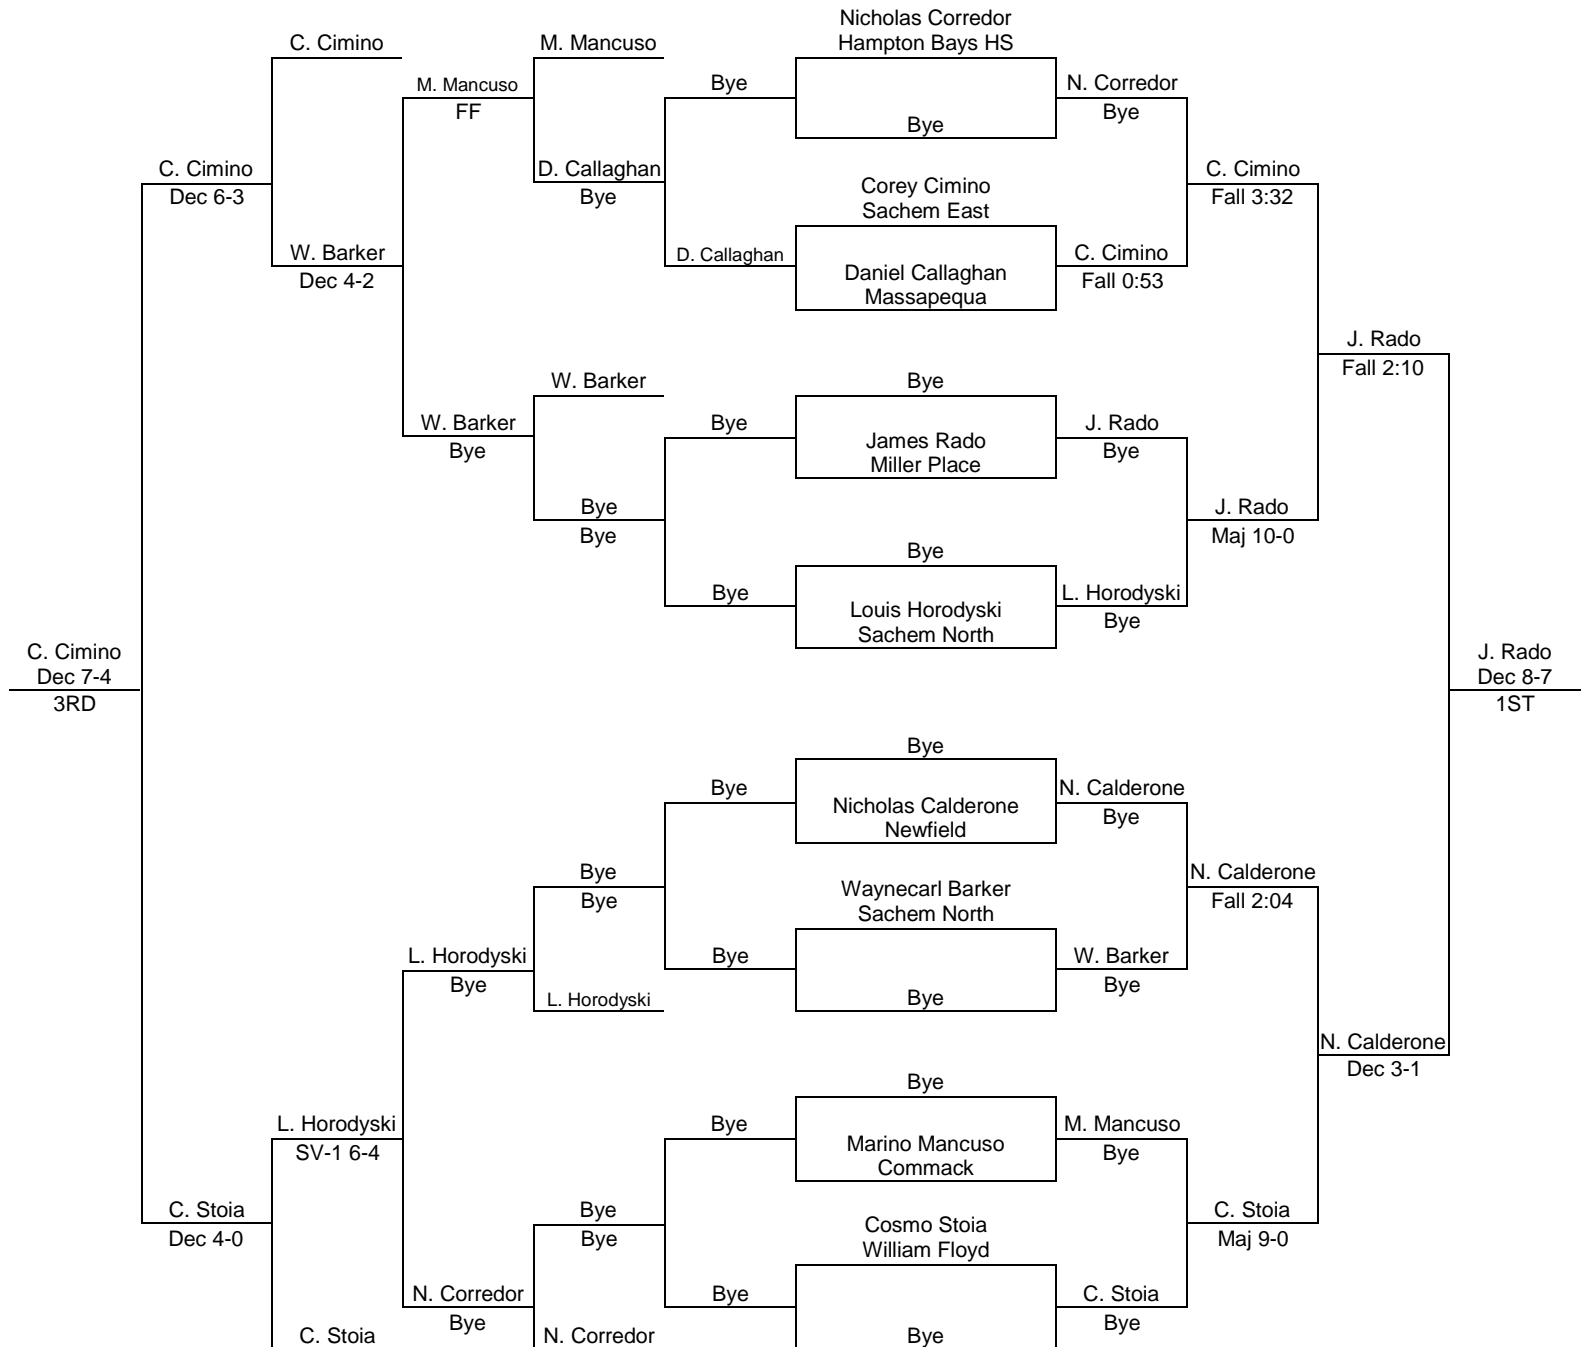 Nicholas Corredor
Hampton Bays HS
C. Cimino
M. Mancuso
M. Mancuso
FF
Bye
N. Corredor
Bye
Bye
C. Cimino
Dec 6-3
D. Callaghan
Bye
Corey Cimino
Sachem East
C. Cimino
Fall 3:32
W. Barker
Dec 4-2
D. Callaghan
Daniel Callaghan
Massapequa
C. Cimino
Fall 0:53
J. Rado
Fall 2:10
W. Barker
Bye
W. Barker
Bye
Bye
James Rado
Miller Place
J. Rado
Bye
Bye
Bye
J. Rado
Maj 10-0
Bye
Bye
Louis Horodyski
Sachem North
L. Horodyski
Bye
C. Cimino
Dec 7-4
3RD
J. Rado
Dec 8-7
1ST
Bye
Bye
Nicholas Calderone
Newfield
N. Calderone
Bye
Bye
Bye
Waynecarl Barker
Sachem North
N. Calderone
Fall 2:04
L. Horodyski
Bye
Bye
W. Barker
Bye
L. Horodyski
Bye
N. Calderone
Dec 3-1
Bye
L. Horodyski
SV-1 6-4
Bye
Marino Mancuso
Commack
M. Mancuso
Bye
C. Stoia
Dec 4-0
Bye
Bye
Cosmo Stoia
William Floyd
C. Stoia
Maj 9-0
N. Corredor
Bye
Bye
C. Stoia
Bye
C. Stoia
N. Corredor
Bye